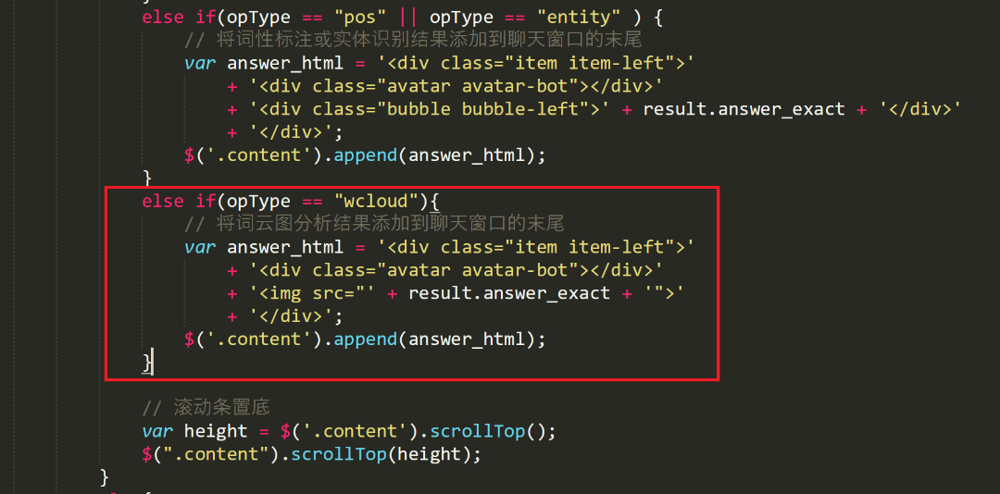 else if(opType == "pos" || opType == "entity" ) {
// 将词性标注或实体识别结果添加到聊天窗口的末尾
var answer_html = '<div class="item item-left">'
+ '<div class="avatar avatar-bot"></div>'
+ '<div class="bubble bubble-left">' + result.answer_exact + '</div>'
+ '</div>';
$('.content').append(answer_html);
}
else if(opType == "wcloud"){
// 将词云图分析结果添加到聊天窗口的末尾
var answer_html = '<div class="item item-left">'
+ '<div class="avatar avatar-bot"></div>'
+ '<img src="' + result.answer_exact + '">'
+ '</div>';
$('.content').append(answer_html);
}
// 滚动条置底
var height = $('.content').scrollTop();
$(".content").scrollTop(height);
}